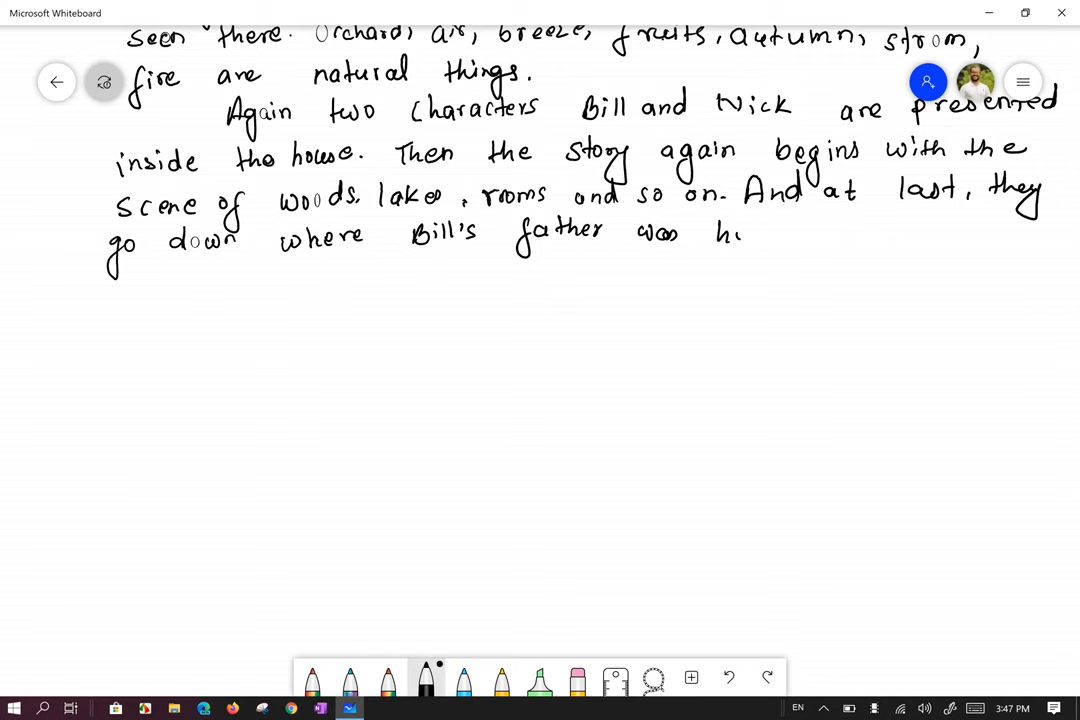 Microsoft Whiteboard
seen there. Orchard, air, breeze, fruits, autumn, strom,
fire are natural things.
Again two characters Bill and Nick are presented
inside the house. Then the story again begins with the
scene of woods, lake, rooms and so on. And at last, they
go down where Bill's father was hi
EN
3:47 PM